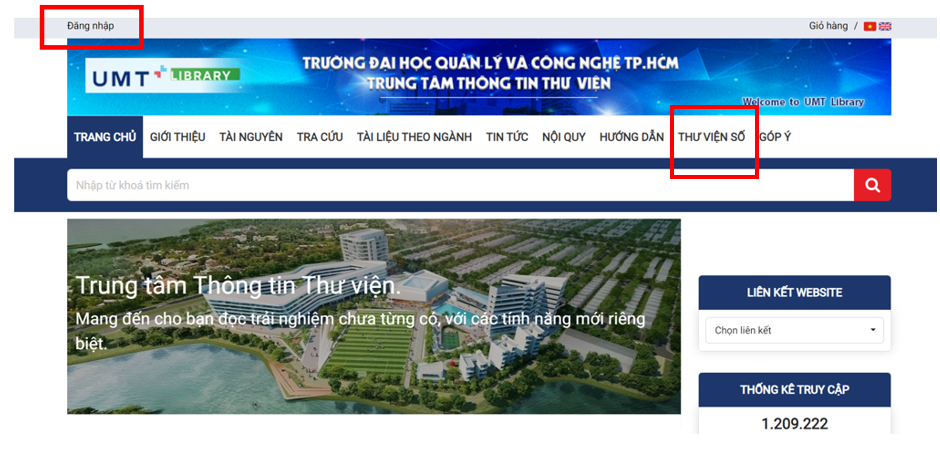 Đăng nhập
Giỏ hàng /
UMT LIBRARY
TRƯỜNG ĐẠI HỌC QUẢN LÝ VÀ CÔNG NGHỆ TP.HCM
TRUNG TÂM THÔNG TIN THƯ VIỆN
Welcome to UMT Library
TRANG CHỦ GIỚI THIỆU TÀI NGUYÊN TRA CỨU TÀI LIỆU THEO NGÀNH TIN TỨC NỘI QUY HƯỚNG DẪN THƯ VIỆN SỐ GÓP Ý
Nhập từ khoá tìm kiếm
Trung tâm Thông tin Thư viện.
Mang đến cho bạn đọc trải nghiệm chưa từng có, với các tính năng mới riêng
biệt.
LIÊN KẾT WEBSITE
Chọn liên kết
THỐNG KÊ TRUY CẬP
1.209.222